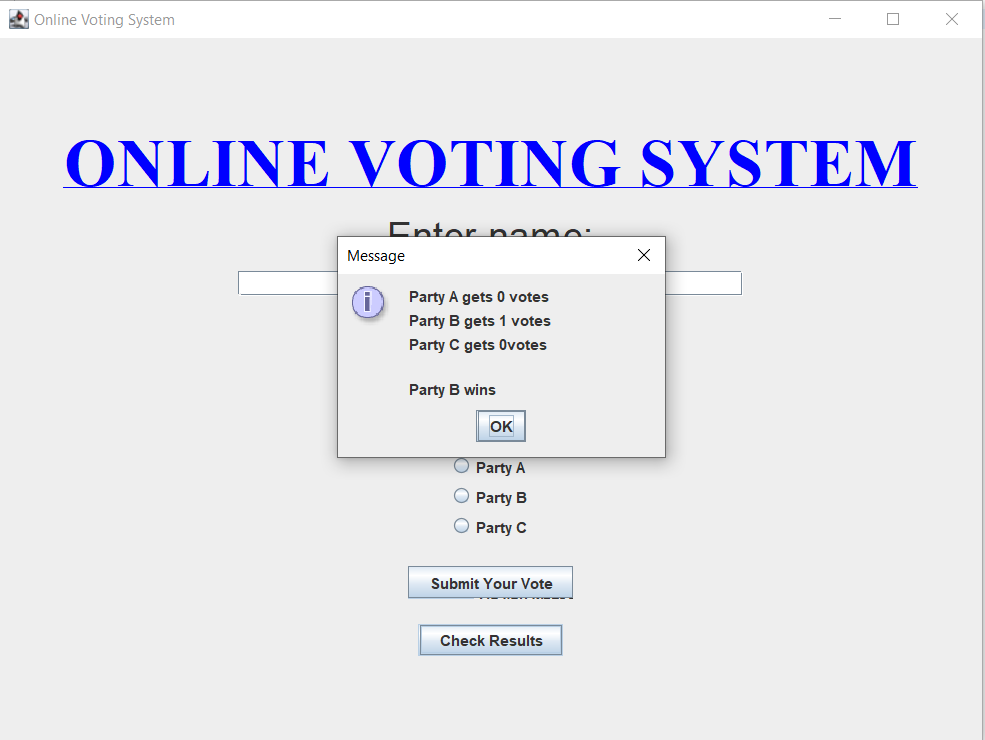 Online Voting System
ONLINE VOTING SYSTEM
Enter name:
Message
i
Party A gets 0 votes
Party B gets 1 votes
Party C gets 0votes
Party B wins
OK
Party A
Party B
Party C
Submit Your Vote
Check Results